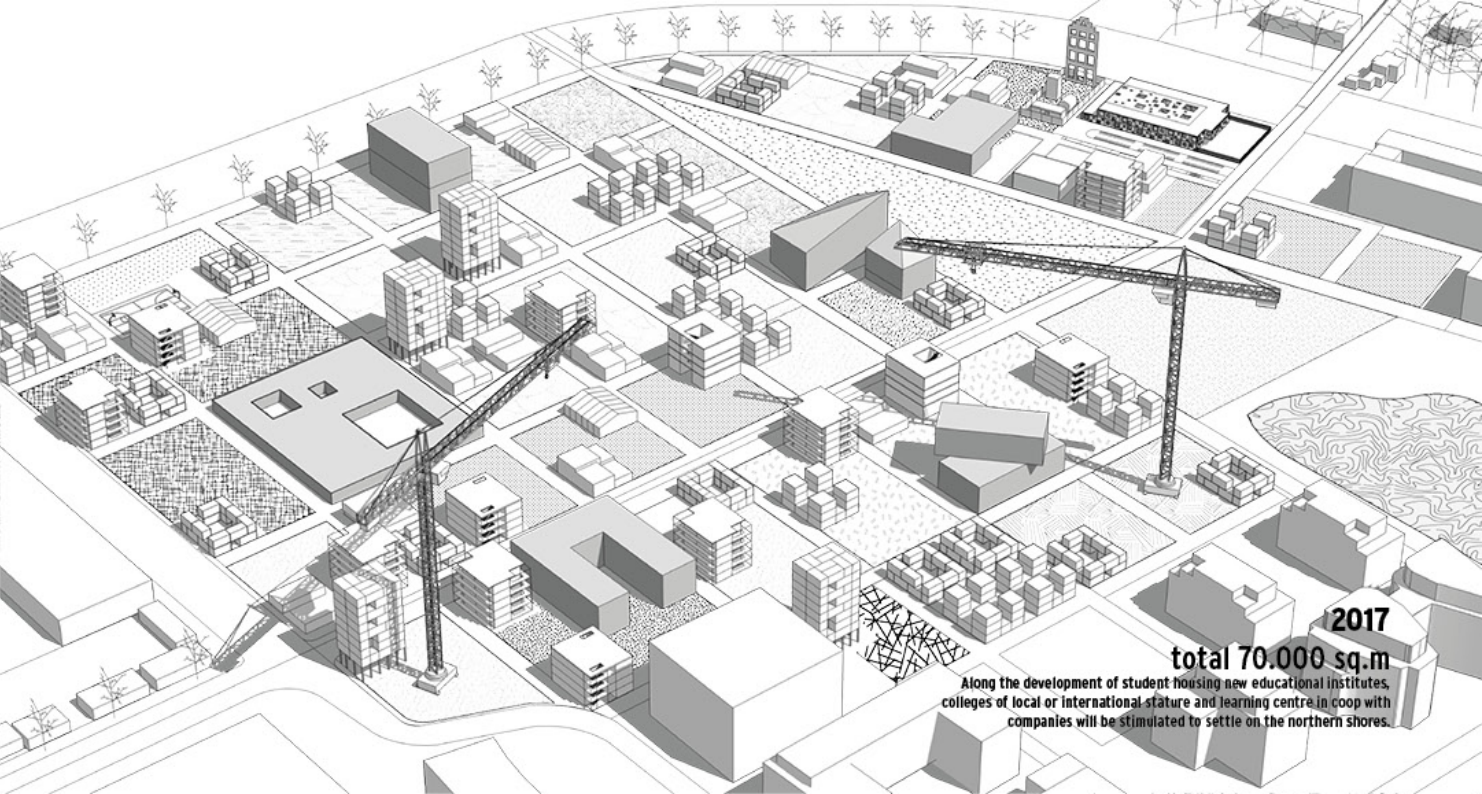 2017
total 70.000 sq.m
Along the development of student housing new educational institutes,
colleges of local or international stature and learning centre in coop with
companies will be stimulated to settle on the northern shores.